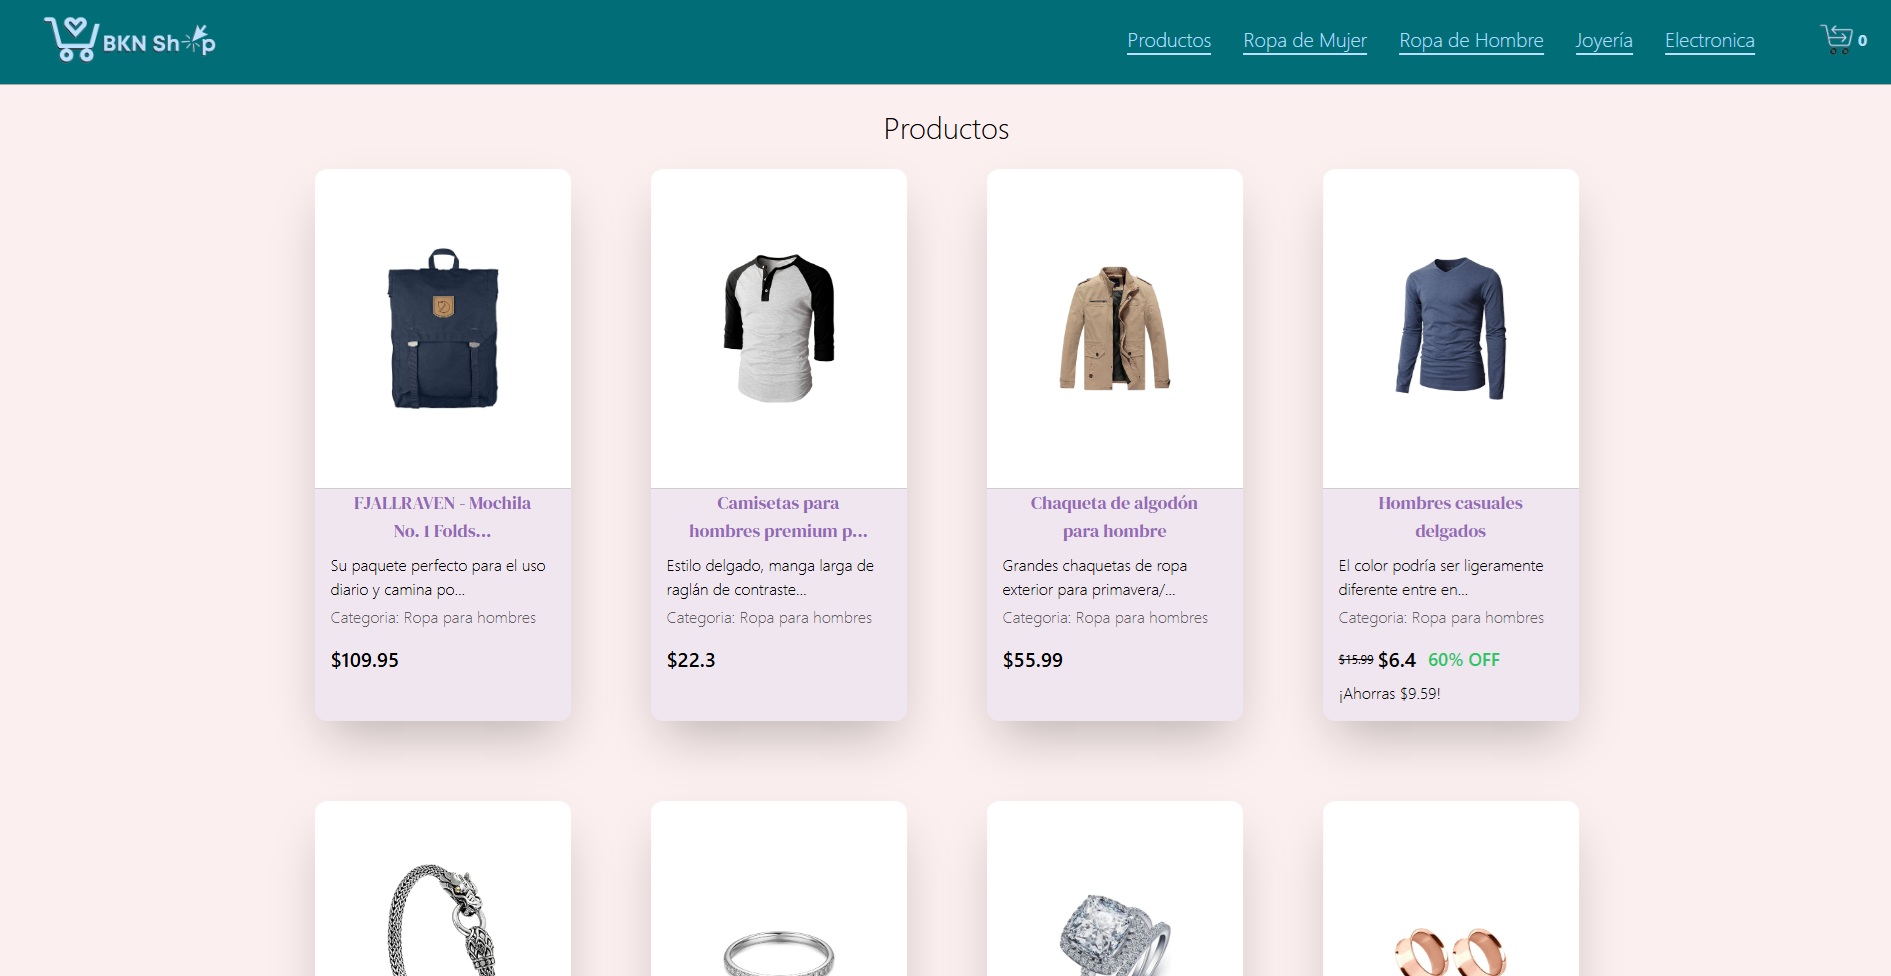 BKN Shop
Productos Ropa de Mujer Ropa de Hombre Joyería Electronica 0
Productos
FJALLRAVEN - Mochila
No. 1 Folds...
Su paquete perfecto para el uso
diario y camina po...
Categoria: Ropa para hombres
$109.95
Camisetas para
hombres premium p...
Estilo delgado, manga larga de
raglán de contraste...
Categoria: Ropa para hombres
$22.3
Chaqueta de algodón
para hombre
Grandes chaquetas de ropa
exterior para primavera/...
Categoria: Ropa para hombres
$55.99
Hombres casuales
delgados
El color podría ser ligeramente
diferente entre en...
Categoria: Ropa para hombres
$15.99 $6.4 60% OFF
¡Ahorras $9.59!